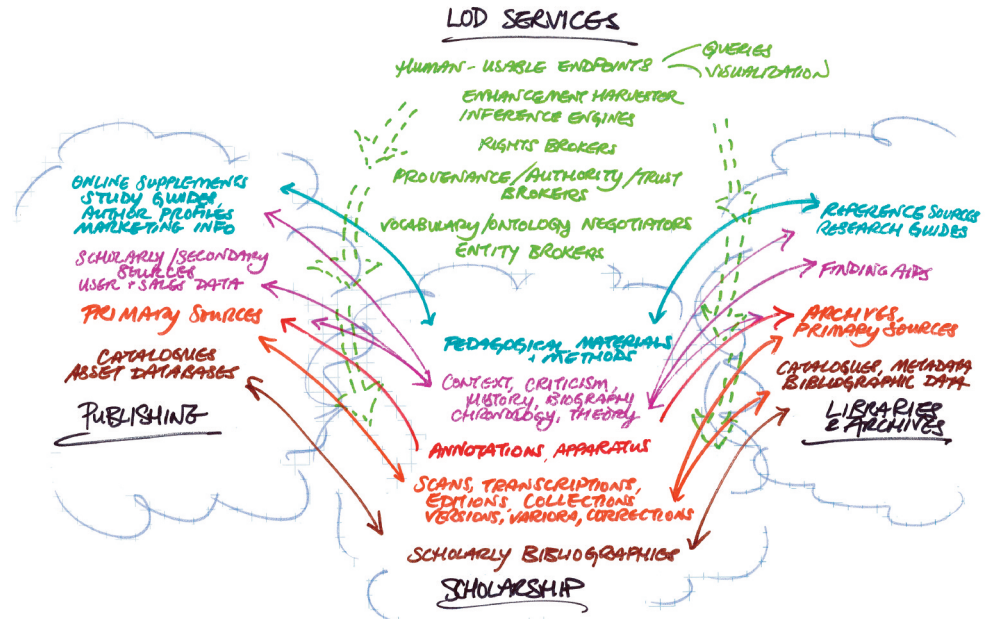 LOD SERVICES
HUMAN-USABLE ENDPOINTS
QUERIES
VISUALIZATION
ENHANCEMENT HARVESTOR
INFERENCE ENGINES
RIGHTS BROKERS
PROVENANCE/AUTHORITY/TRUST
BROKERS
VOCABULARY/ONTOLOGY NEGOTIATORS
ENTITY BROKERS
ONLINE SUPPLEMENTS
STUDY GUIDES,
AUTHOR PROFILES
MARKETING INFO
SCHOLARLY/SECONDARY
SOURCES
USER + SALES DATA
PRIMARY SOURCES
CATALOGUES
ASSET DATABASES
PUBLISHING
PEDAGOGICAL MATERIALS
+ METHODS
CONTEXT, CRITICISM,
HISTORY, BIOGRAPHY
CHRONOLOGY, THEORY
ANNOTATIONS, APPARATUS
SCANS, TRANSCRIPTIONS,
EDITIONS, COLLECTIONS
VERSIONS, VARIORA, CORRECTIONS
SCHOLARLY BIBLIOGRAPHIES
SCHOLARSHIP
REFERENCE SOURCES
RESEARCH GUIDES
FINDING AIDS
ARCHIVES,
PRIMARY SOURCES
CATALOGUES, METADATA
BIBLIOGRAPHIC DATA
LIBRARIES
& ARCHIVES